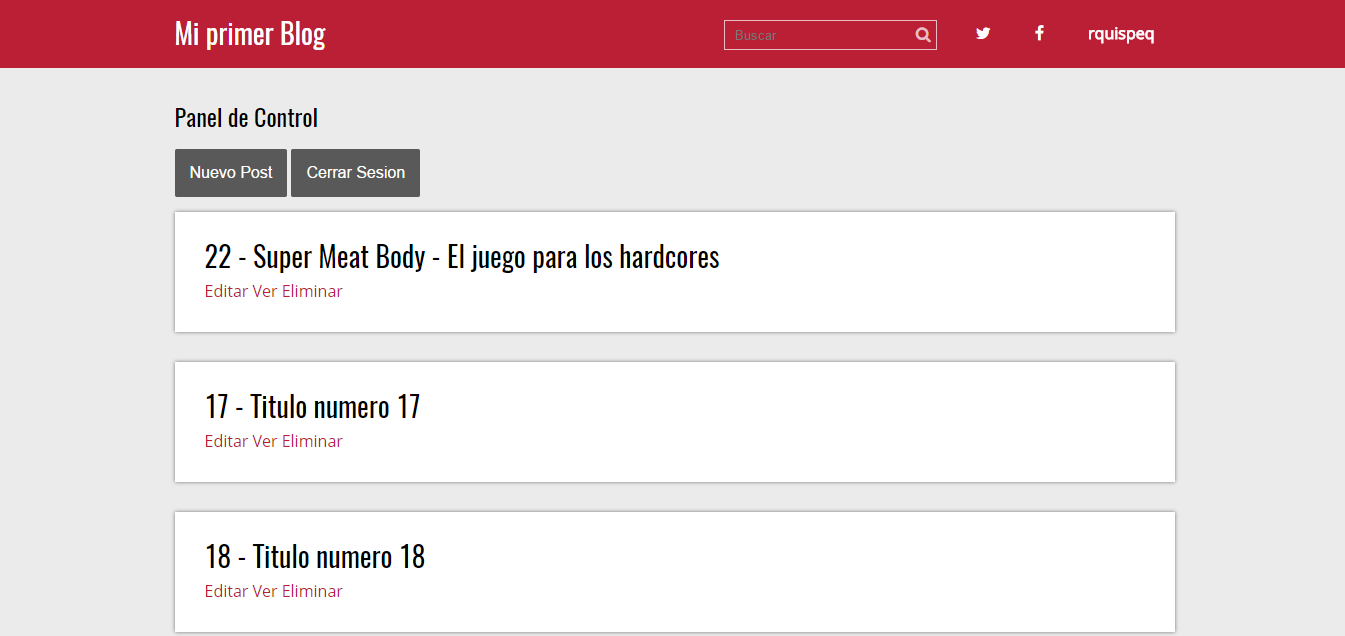 Mi primer Blog
Buscar
rquispeq
Panel de Control
Nuevo Post
Cerrar Sesion
22 - Super Meat Body - El juego para los hardcores
Editar Ver Eliminar
17 - Titulo numero 17
Editar Ver Eliminar
18 - Titulo numero 18
Editar Ver Eliminar